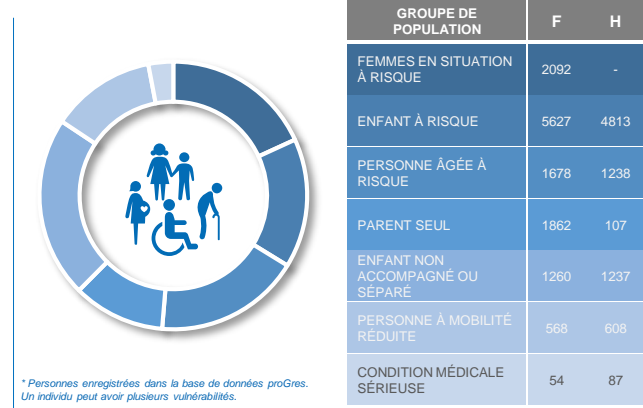 GROUPE DE
POPULATION
F
H
FEMMES EN SITUATION
À RISQUE
2092
-
ENFANT À RISQUE
5627
4813
PERSONNE ÂGÉE À
RISQUE
1678
1238
PARENT SEUL
1862
107
ENFANT NON
ACCOMPAGNÉ OU
SÉPARÉ
1260
1237
PERSONNE À MOBILITÉ
RÉDUITE
568
608
CONDITION MÉDICALE
SÉRIEUSE
54
87
* Personnes enregistrées dans la base de données proGres.
Un individu peut avoir plusieurs vulnérabilités.